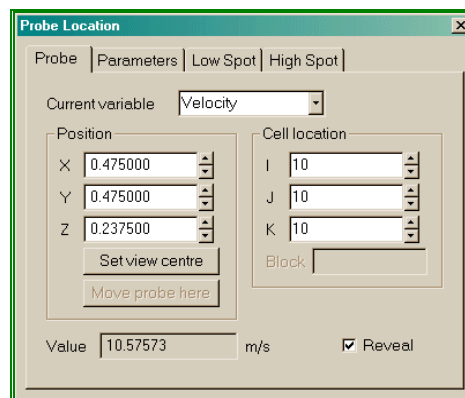 Probe Location
Probe Parameters Low Spot High Spot
Current variable Velocity
Position Cell location
X 0.475000 I 10
Y 0.475000 J 10
Z 0.237500 K 10
Set view centre Block
Move probe here
Value 10.57573 m/s Reveal